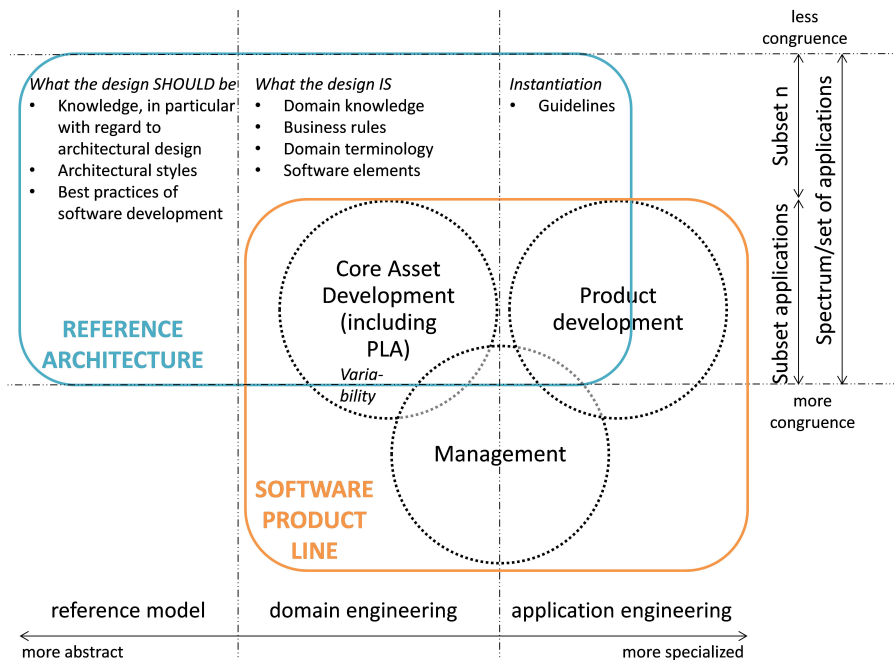 less
congruence
What the design SHOULD be
• Knowledge, in particular
with regard to
architectural design
• Architectural styles
• Best practices of
software development
What the design IS
• Domain knowledge
• Business rules
• Domain terminology
• Software elements
Instantiation
• Guidelines
Subset n
Spectrum/set of applications
Subset applications
Core Asset
Development
(including
PLA)
Varia-
bility
Product
development
REFERENCE
ARCHITECTURE
more
congruence
Management
SOFTWARE
PRODUCT
LINE
reference model
domain engineering
application engineering
more abstract
more specialized